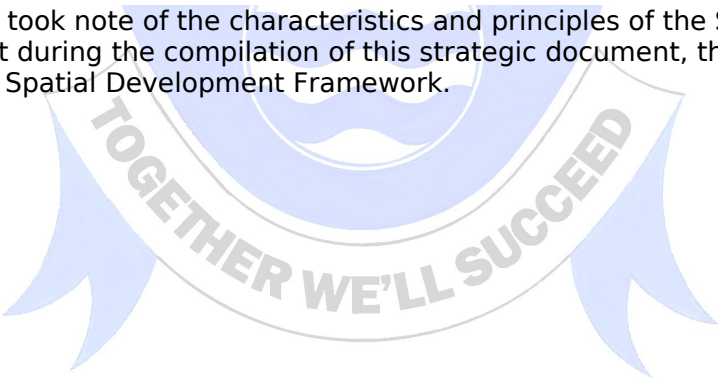 took note of the characteristics and principles of the
t during the compilation of this strategic document,
Spatial Development Framework.
TOGETHER WE'LL SUCCEED